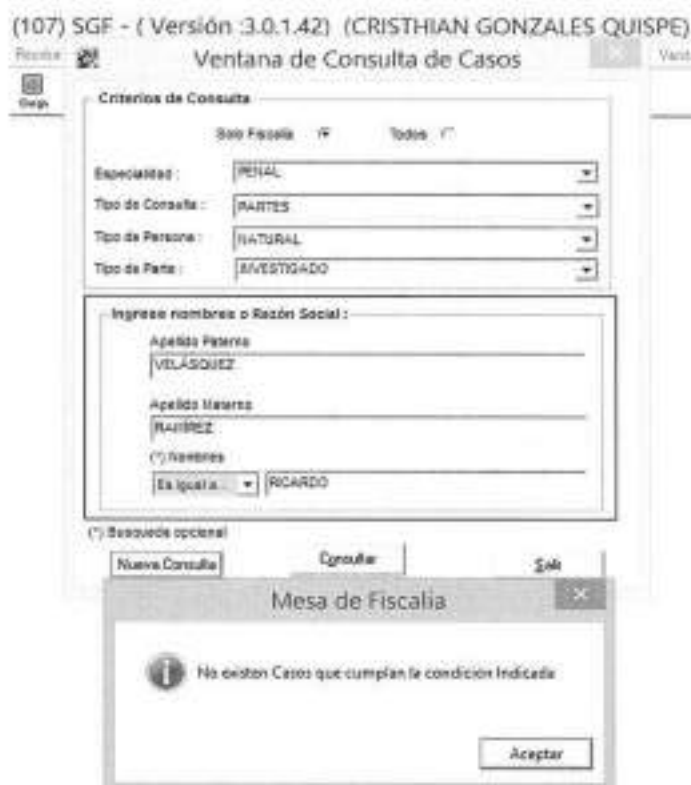 (107) SGF - ( Versión :3.0.1.42) (CRISTHIAN GONZALES QUISPE)
Ventana de Consulta de Casos
Criterios de Consulta
Solo Fiscalia Todos
Especialidad : PENAL
Tipo de Consulta : PARTES
Tipo de Persona : NATURAL
Tipo de Parte : INVESTIGADO
Ingrese nombres o Razón Social :
Apellido Paterno
VELÁSQUEZ
Apellido Materno
RAMÍREZ
(*) Nombres
Es igual a... RICARDO
(*) Busqueda opcional
Nueva Consulta Consultar Salir
Mesa de Fiscalia
No existen Casos que cumplan la condición Indicada
Aceptar